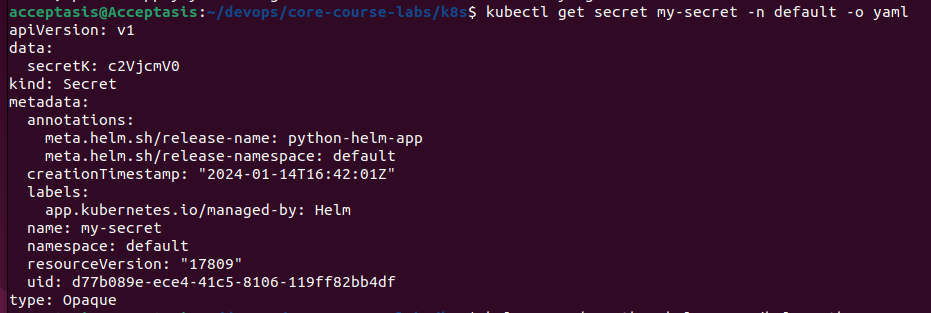 acceptasis@Acceptasis:~/devops/core-course-labs/k8s$ kubectl get secret my-secret -n default -o yaml
apiVersion: v1
data:
  secretK: c2VjcmV0
kind: Secret
metadata:
  annotations:
    meta.helm.sh/release-name: python-helm-app
    meta.helm.sh/release-namespace: default
  creationTimestamp: "2024-01-14T16:42:01Z"
  labels:
    app.kubernetes.io/managed-by: Helm
  name: my-secret
  namespace: default
  resourceVersion: "17809"
  uid: d77b089e-ece4-41c5-8106-119ff82bb4df
type: Opaque